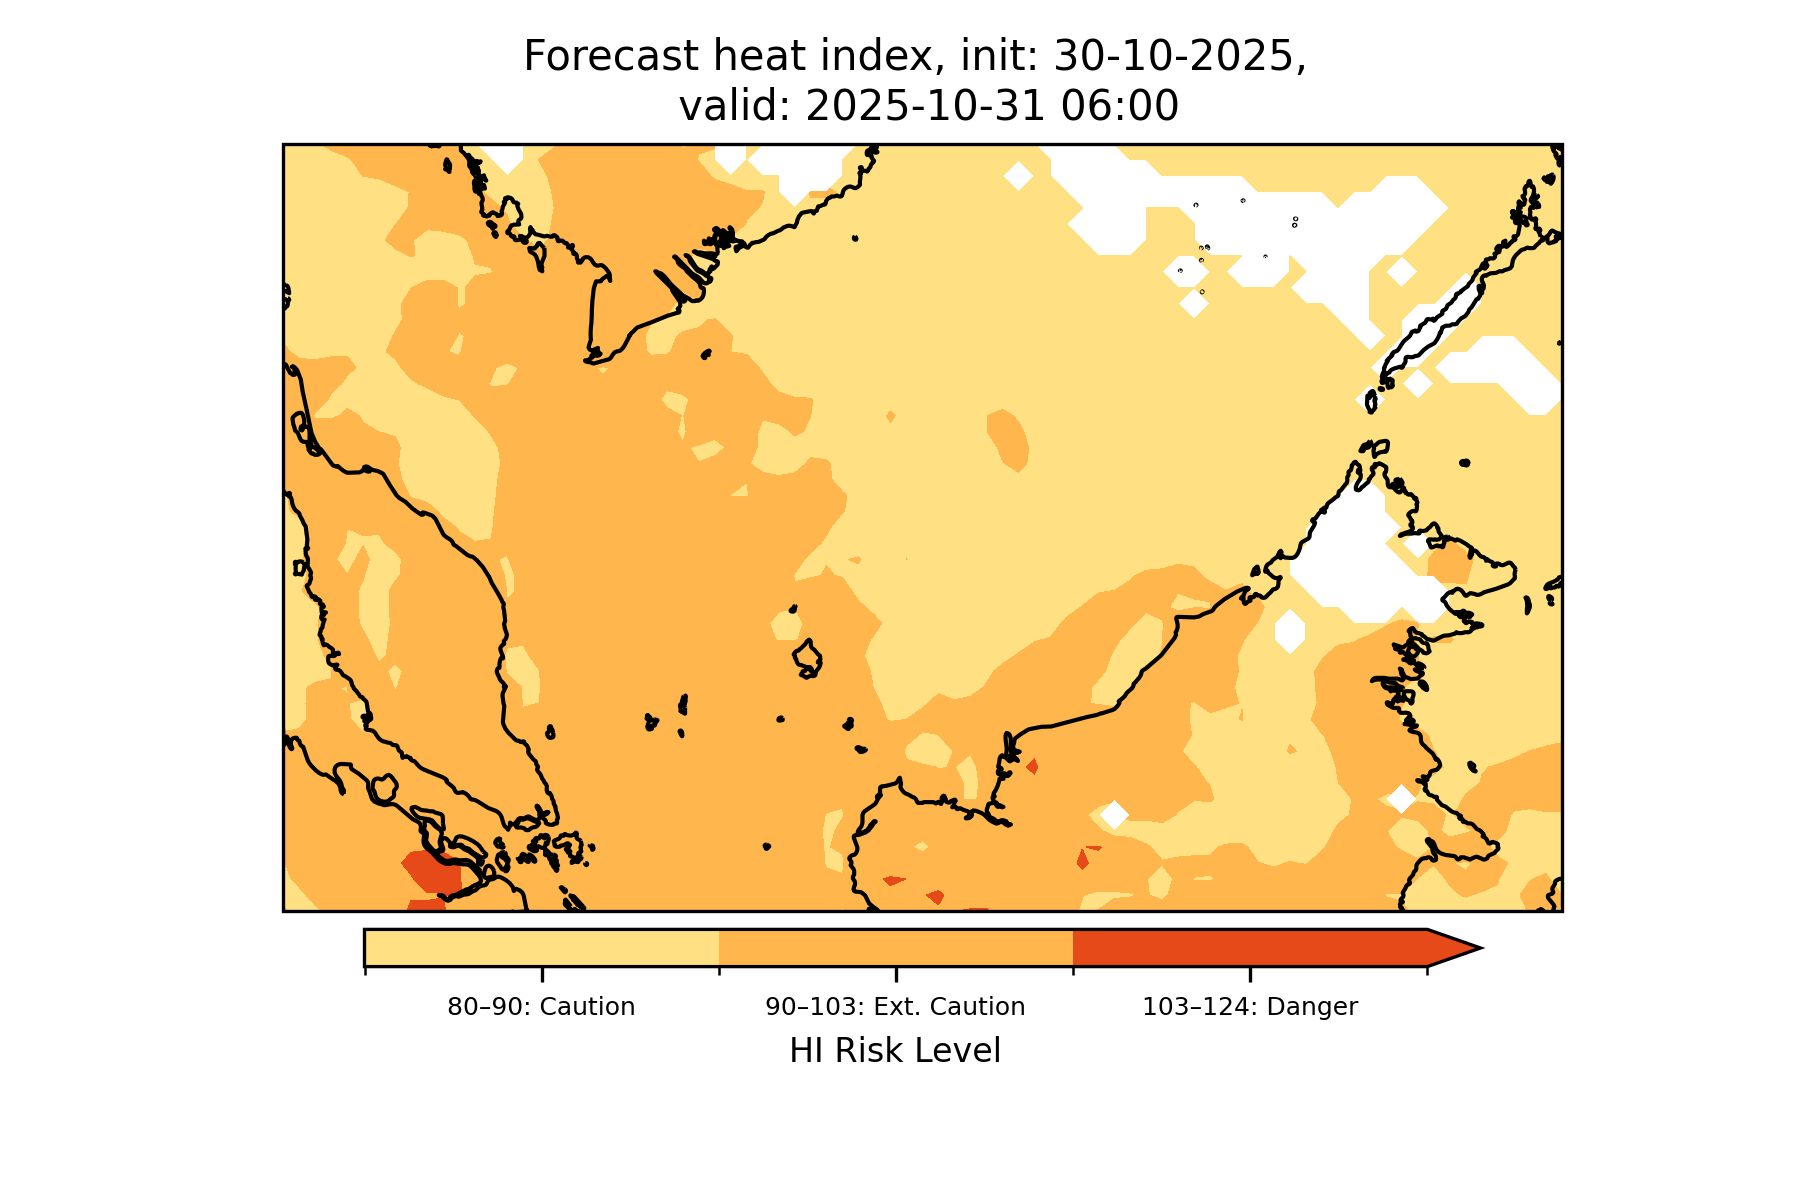 Forecast heat index, init: 30-10-2025,
valid: 2025-10-31 06:00
80–90: Caution
90–103: Ext. Caution
103–124: Danger
HI Risk Level